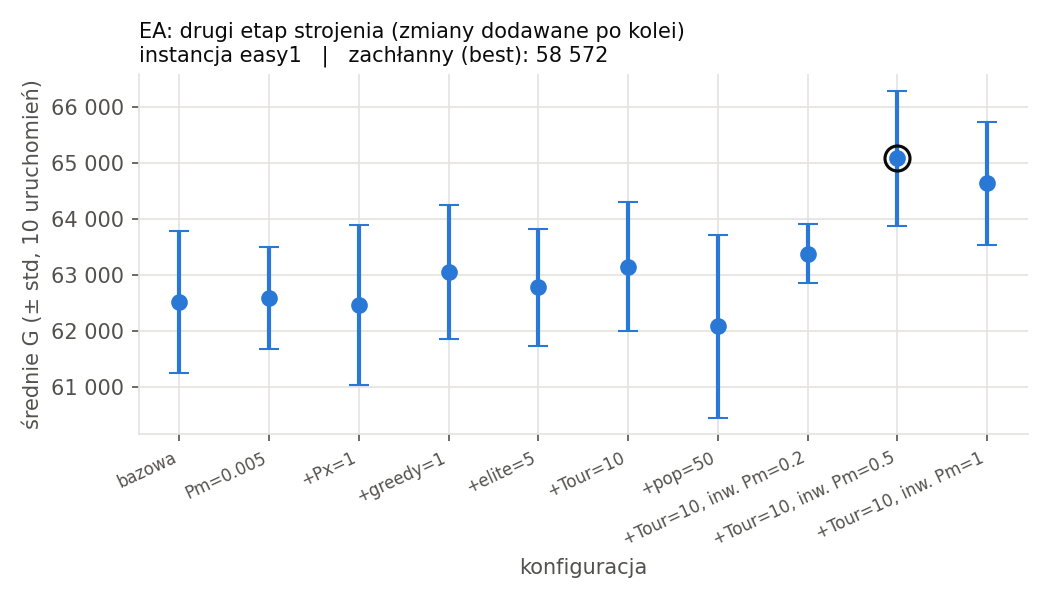 EA: drugi etap strojenia (zmiany dodawane po kolei)
instancja easy1 | zachłanny (best): 58 572
średnie G (± std, 10 uruchomień)
66 000
65 000
64 000
63 000
62 000
61 000
bazowa
Pm=0.005
+Px=1
+greedy=1
+elite=5
+Tour=10
+pop=50
+Tour=10, inw. Pm=0.2
+Tour=10, inw. Pm=0.5
+Tour=10, inw. Pm=1
konfiguracja